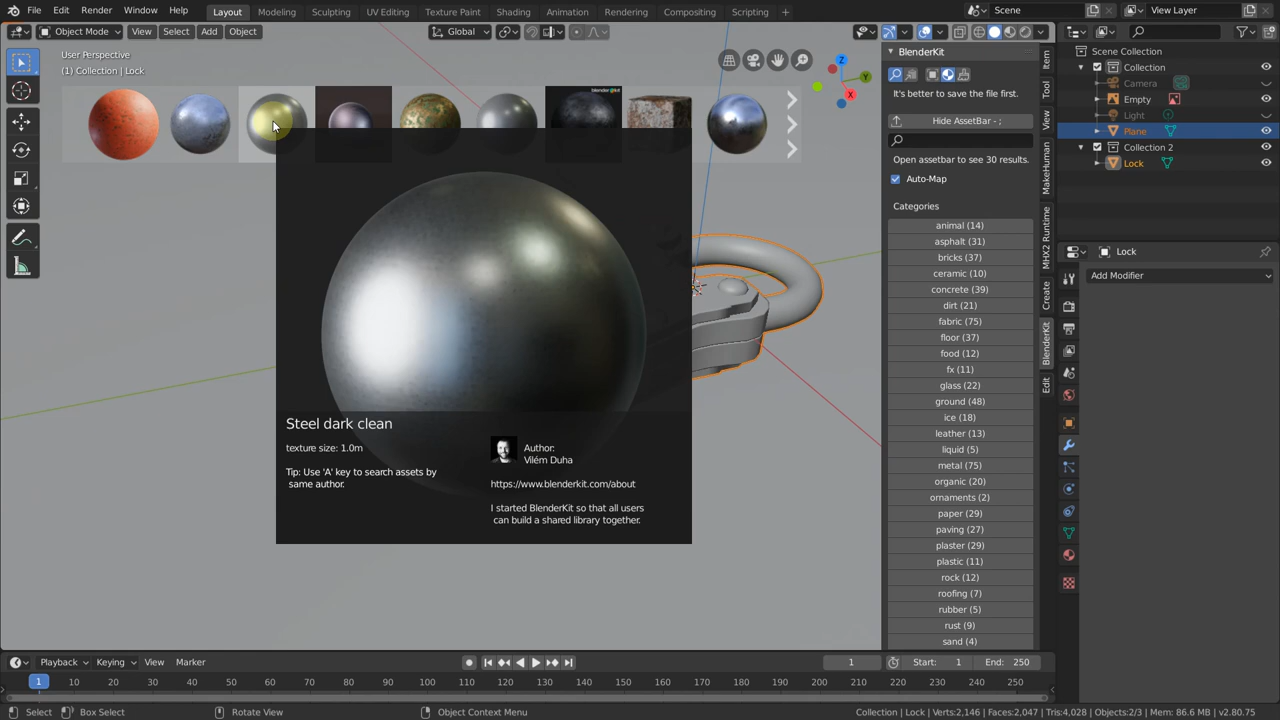 File Edit Render Window Help
Layout Modeling Sculpting UV Editing Texture Paint Shading Animation Rendering Compositing Scripting +
Scene
View Layer
Object Mode View Select Add Object
Global
User Perspective
(1) Collection | Lock
X
Y
Z
blenderkit
Steel dark clean
texture size: 1.0m
Tip: Use 'A' key to search assets by
same author.
Author:
Vilém Duha
https://www.blenderkit.com/about
I started BlenderKit so that all users
can build a shared library together.
BlenderKit
It's better to save the file first.
Hide AssetBar - ;
Open assetbar to see 30 results.
Auto-Map
Categories
animal (14)
asphalt (31)
bricks (37)
ceramic (10)
concrete (39)
dirt (21)
fabric (75)
floor (37)
food (12)
fx (11)
glass (22)
ground (48)
ice (18)
leather (13)
liquid (5)
metal (75)
organic (20)
ornaments (2)
paper (29)
paving (27)
plaster (29)
plastic (11)
rock (12)
roofing (7)
rubber (5)
rust (9)
sand (4)
Item
Tool
View
MakeHuman
MHX2 Runtime
Create
BlenderKit
Edit
Scene Collection
Collection
Camera
Empty
Light
Plane
Collection 2
Lock
Lock
Add Modifier
Playback Keying View Marker
1
Start: 1 End: 250
1 10 20 30 40 50 60 70 80 90 100 110 120 130 140 150 160 170 180 190 200 210 220 230 240 250
Select Box Select Rotate View Object Context Menu
Collection | Lock | Verts:2,146 | Faces:2,047 | Tris:4,028 | Objects:2/3 | Mem: 86.6 MB | v2.80.75